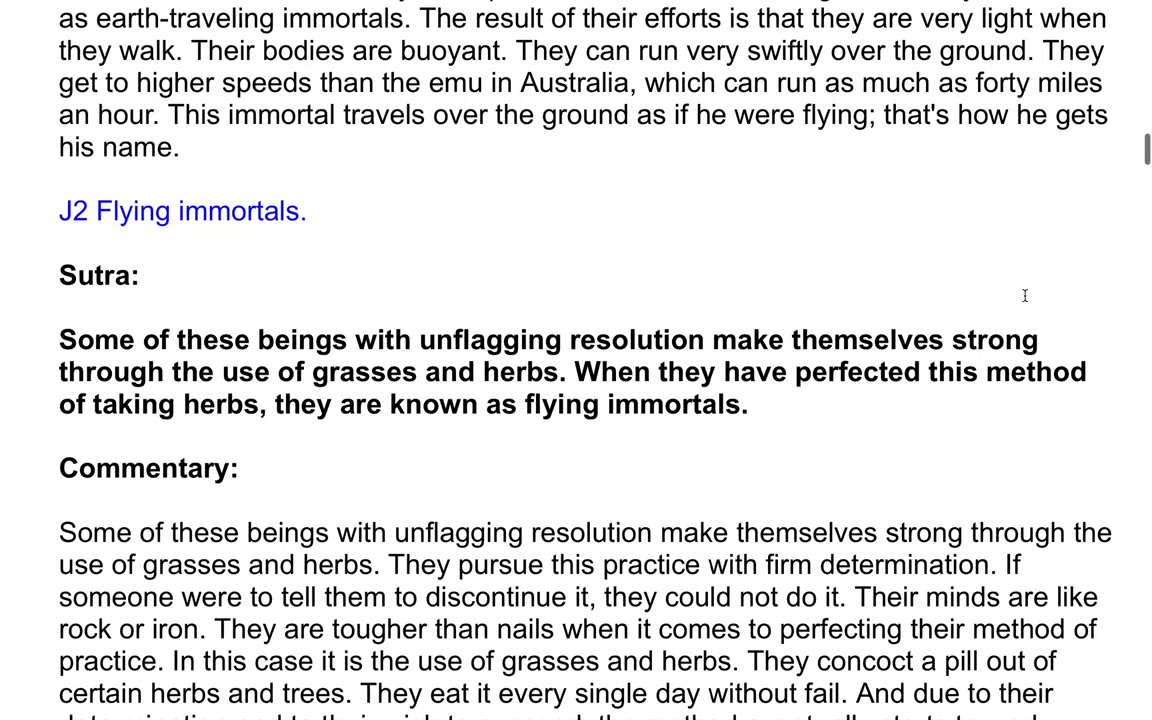 as earth-traveling immortals. The result of their efforts is that they are very light when
they walk. Their bodies are buoyant. They can run very swiftly over the ground. They
get to higher speeds than the emu in Australia, which can run as much as forty miles
an hour. This immortal travels over the ground as if he were flying; that's how he gets
his name.
J2 Flying immortals.
Sutra:
Some of these beings with unflagging resolution make themselves strong
through the use of grasses and herbs. When they have perfected this method
of taking herbs, they are known as flying immortals.
Commentary:
Some of these beings with unflagging resolution make themselves strong through the
use of grasses and herbs. They pursue this practice with firm determination. If
someone were to tell them to discontinue it, they could not do it. Their minds are like
rock or iron. They are tougher than nails when it comes to perfecting their method of
practice. In this case it is the use of grasses and herbs. They concoct a pill out of
certain herbs and trees. They eat it every single day without fail. And due to their